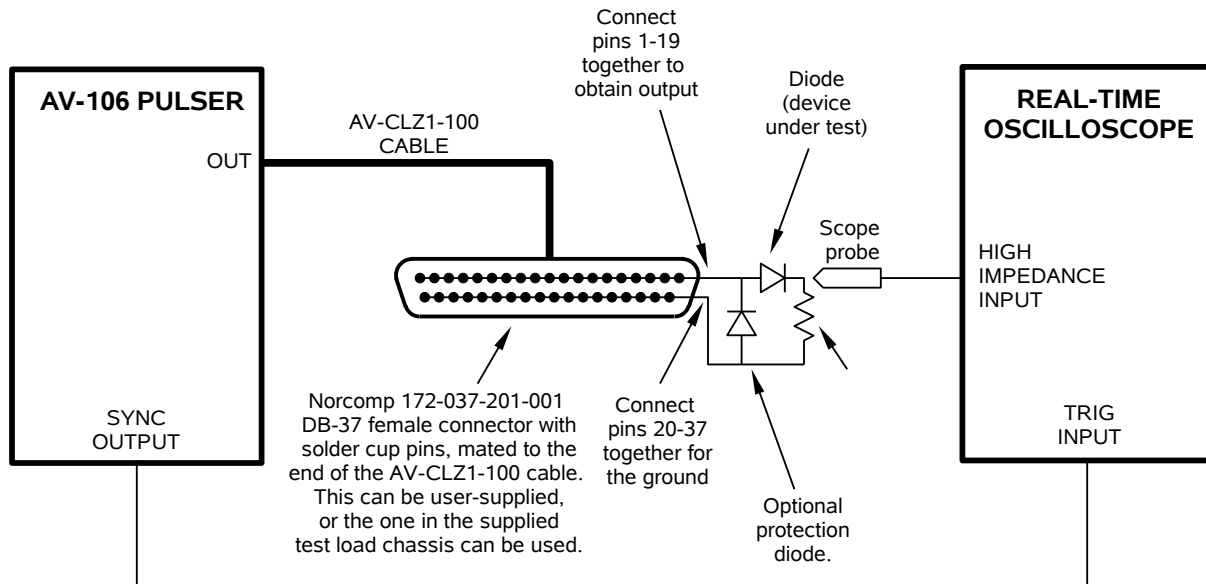 Connect
pins 1-19
together to
obtain output
Diode
(device
under test)
AV-106 PULSER
REAL-TIME
OSCILLOSCOPE
AV-CLZ1-100
CABLE
OUT
Scope
probe
HIGH
IMPEDANCE
INPUT
Norcomp 172-037-201-001
DB-37 female connector with
solder cup pins, mated to the
end of the AV-CLZ1-100 cable.
This can be user-supplied,
or the one in the supplied
test load chassis can be used.
Connect
pins 20-37
together for
the ground
SYNC
OUTPUT
TRIG
INPUT
Optional
protection
diode.